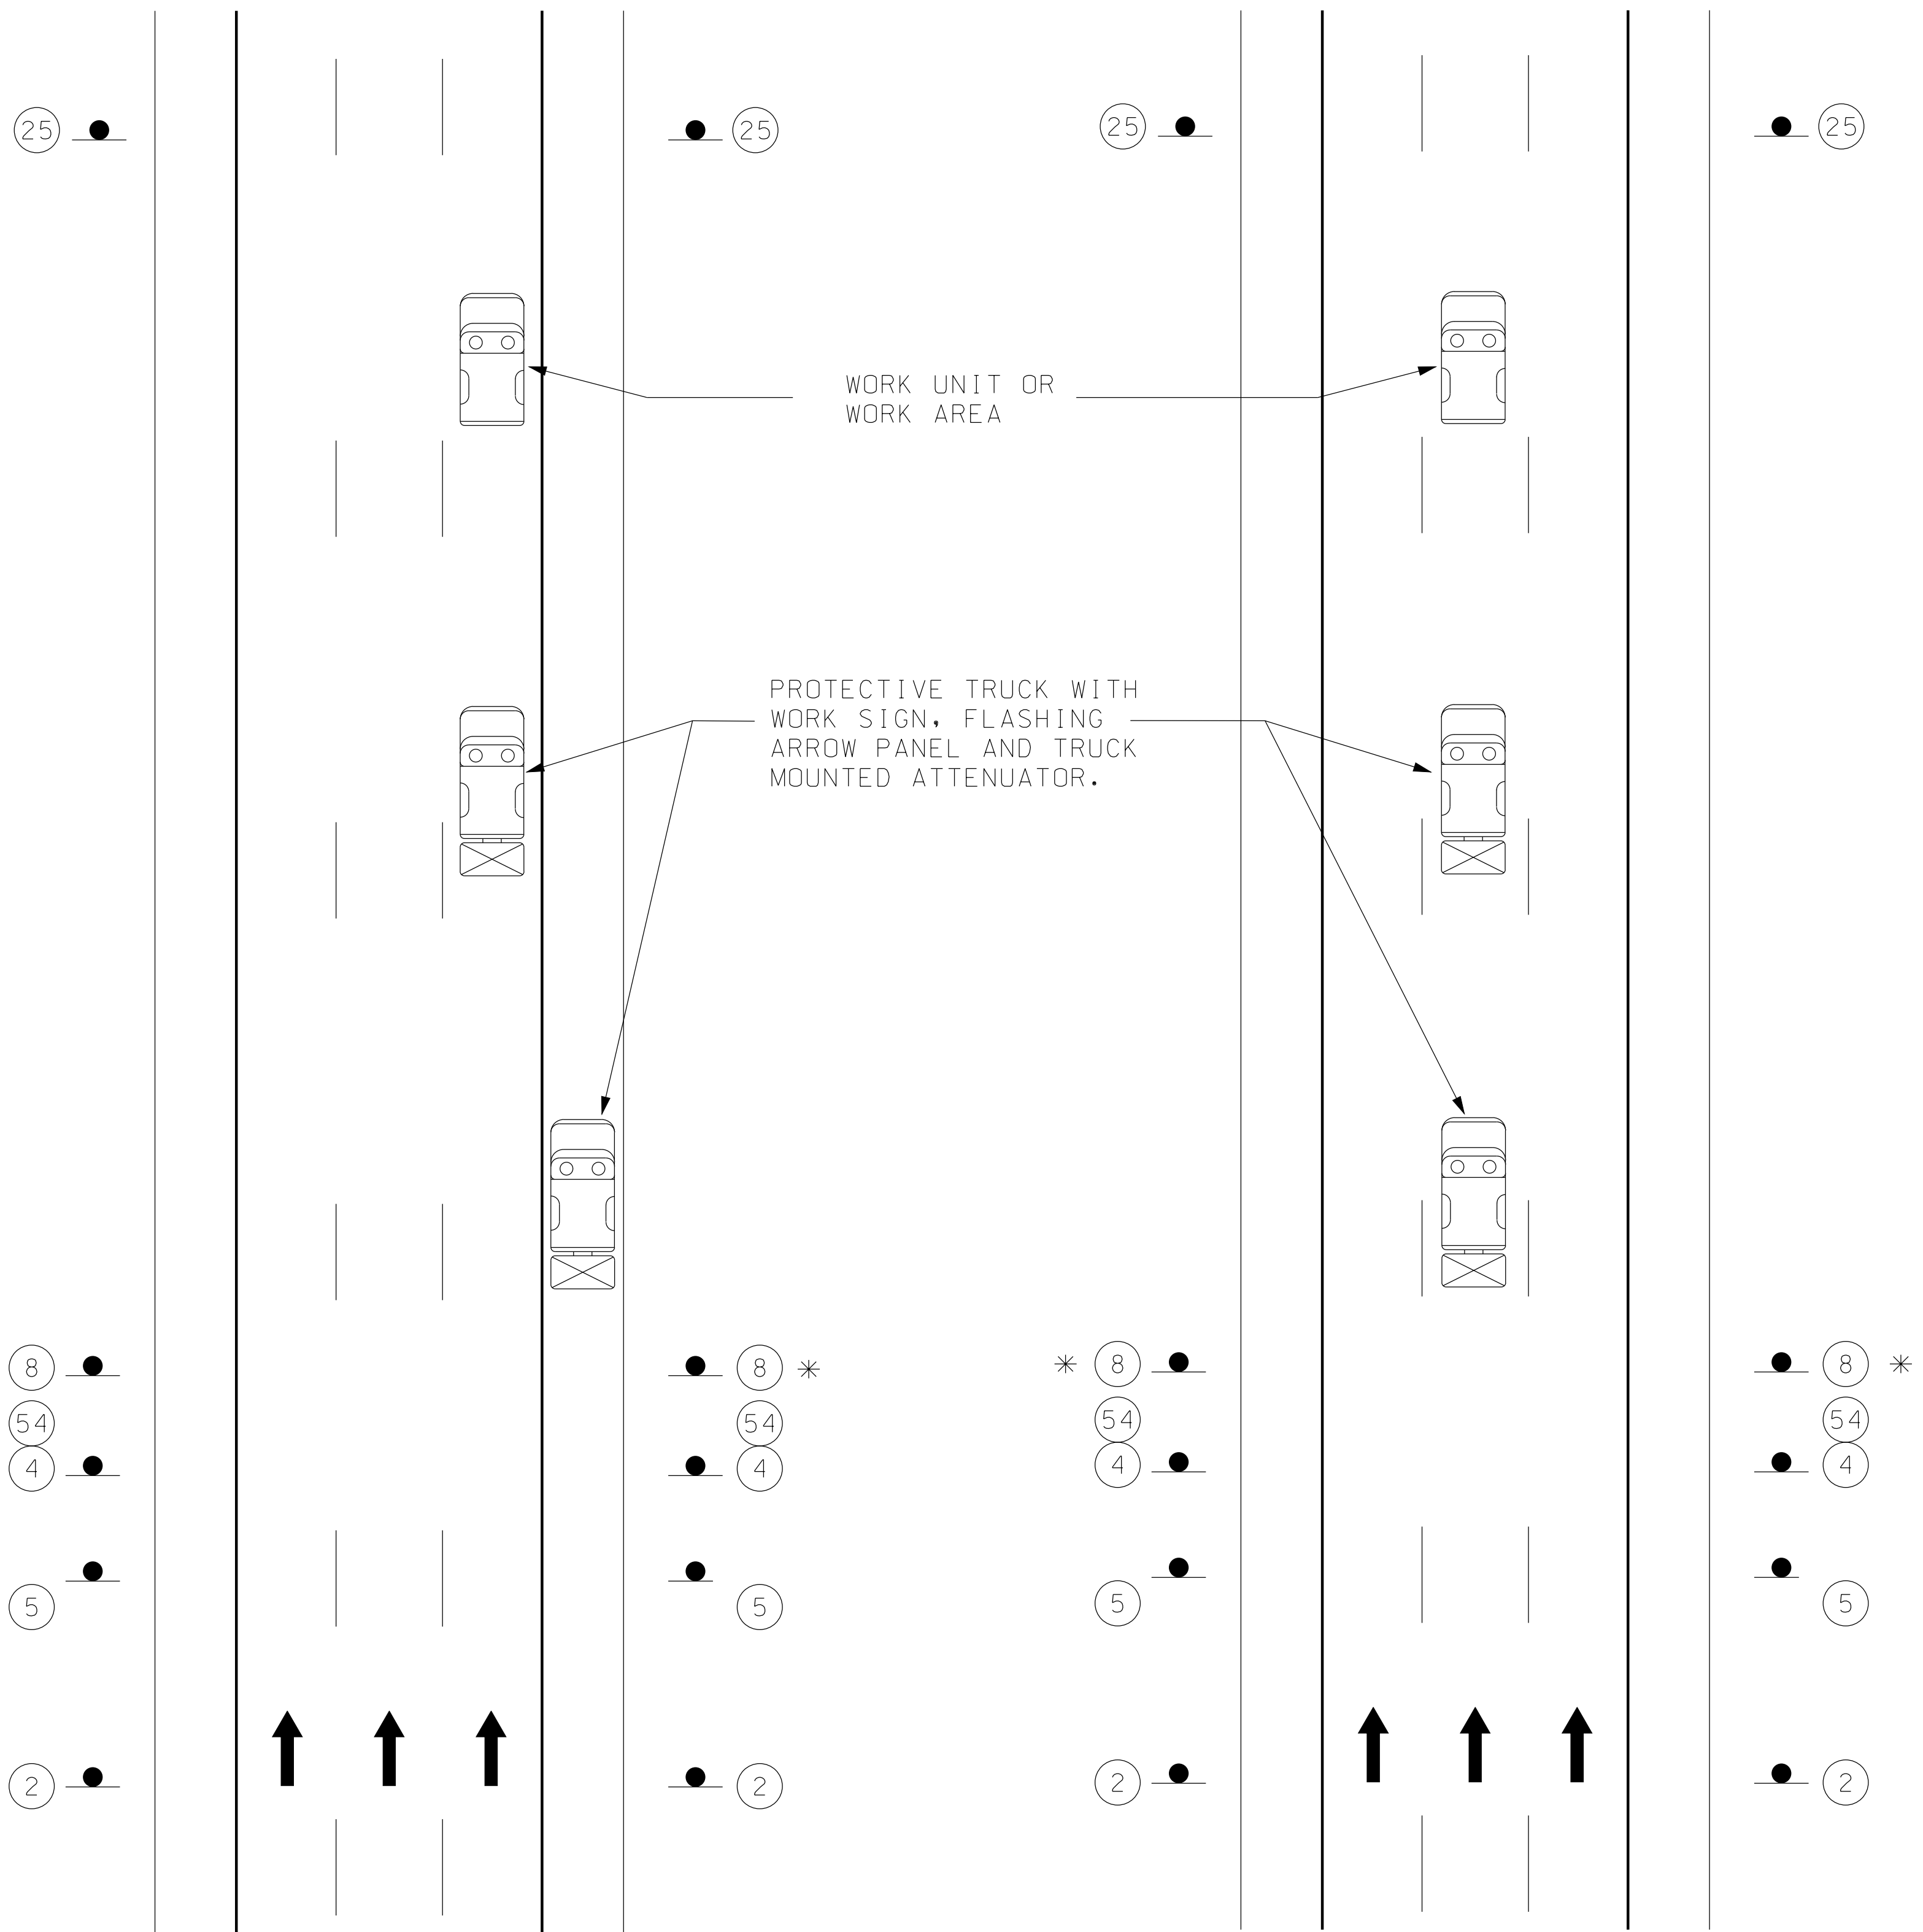 25 25 25 25
WORK UNIT OR
WORK AREA
PROTECTIVE TRUCK WITH
WORK SIGN, FLASHING
ARROW PANEL AND TRUCK
MOUNTED ATTENUATOR.
8 8 * * 8 8 *
54 54 54 54
4 4 4 4
5 5 5 5
2 2 2 2